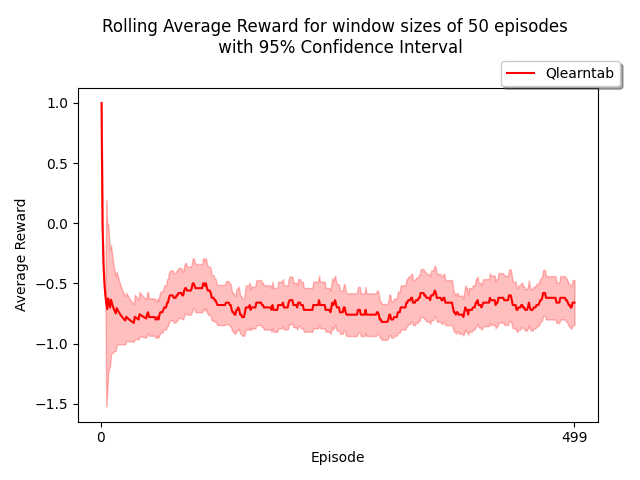 Rolling Average Reward for window sizes of 50 episodes
with 95% Confidence Interval
Qlearntab
1.0
0.5
0.0
−0.5
−1.0
−1.5
Average Reward
0
499
Episode